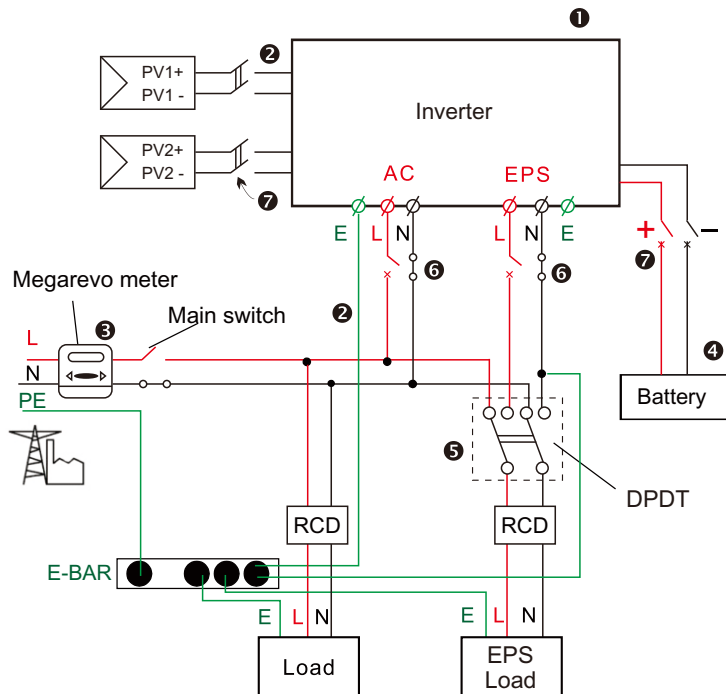 ❶
PV1+
❷
PV1 -
Inverter
PV2+
PV2 -
❼
AC
EPS
E
L
N
L
N
E
+
−
❻
❻
❼
Megarevo meter
❸
Main switch
❷
L
N
PE
❹
Battery
❺
DPDT
RCD
RCD
E-BAR
E
L
N
E
L
N
Load
EPS
Load